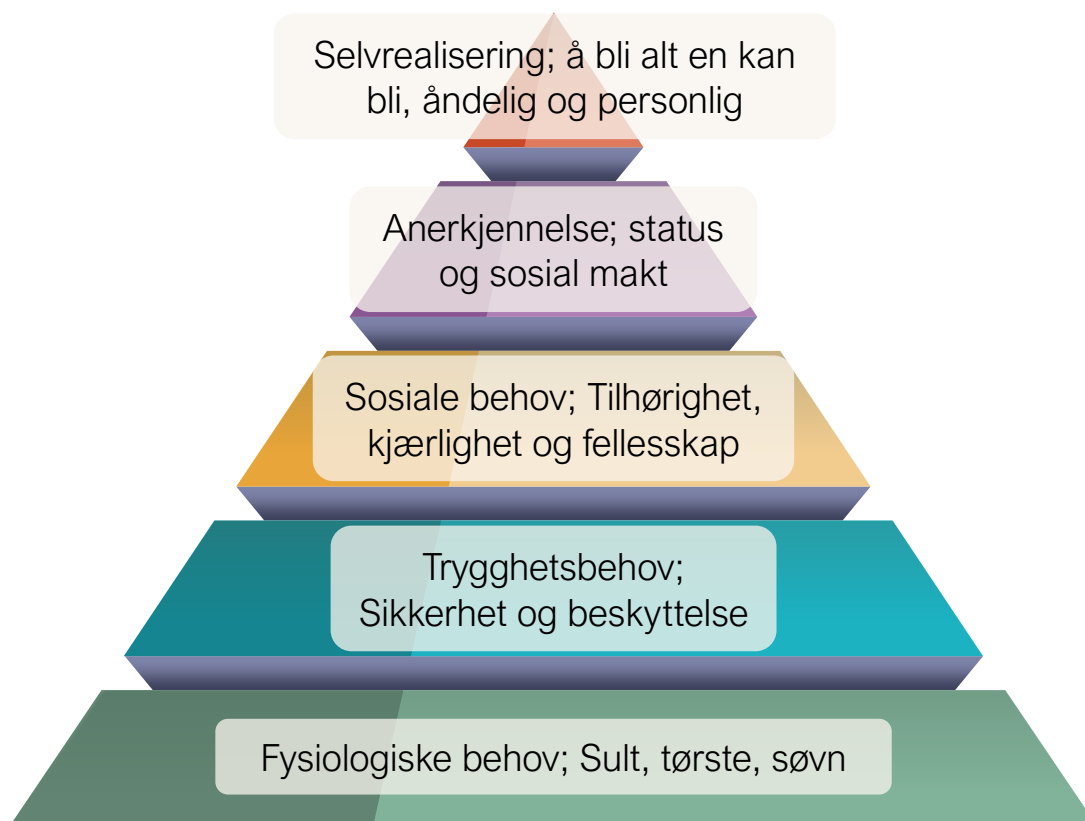 Selvrealisering; å bli alt en kan
bli, åndelig og personlig
Anerkjennelse; status
og sosial makt
Sosiale behov; Tilhørighet,
kjærlighet og fellesskap
Trygghetsbehov;
Sikkerhet og beskyttelse
Fysiologiske behov; Sult, tørste, søvn